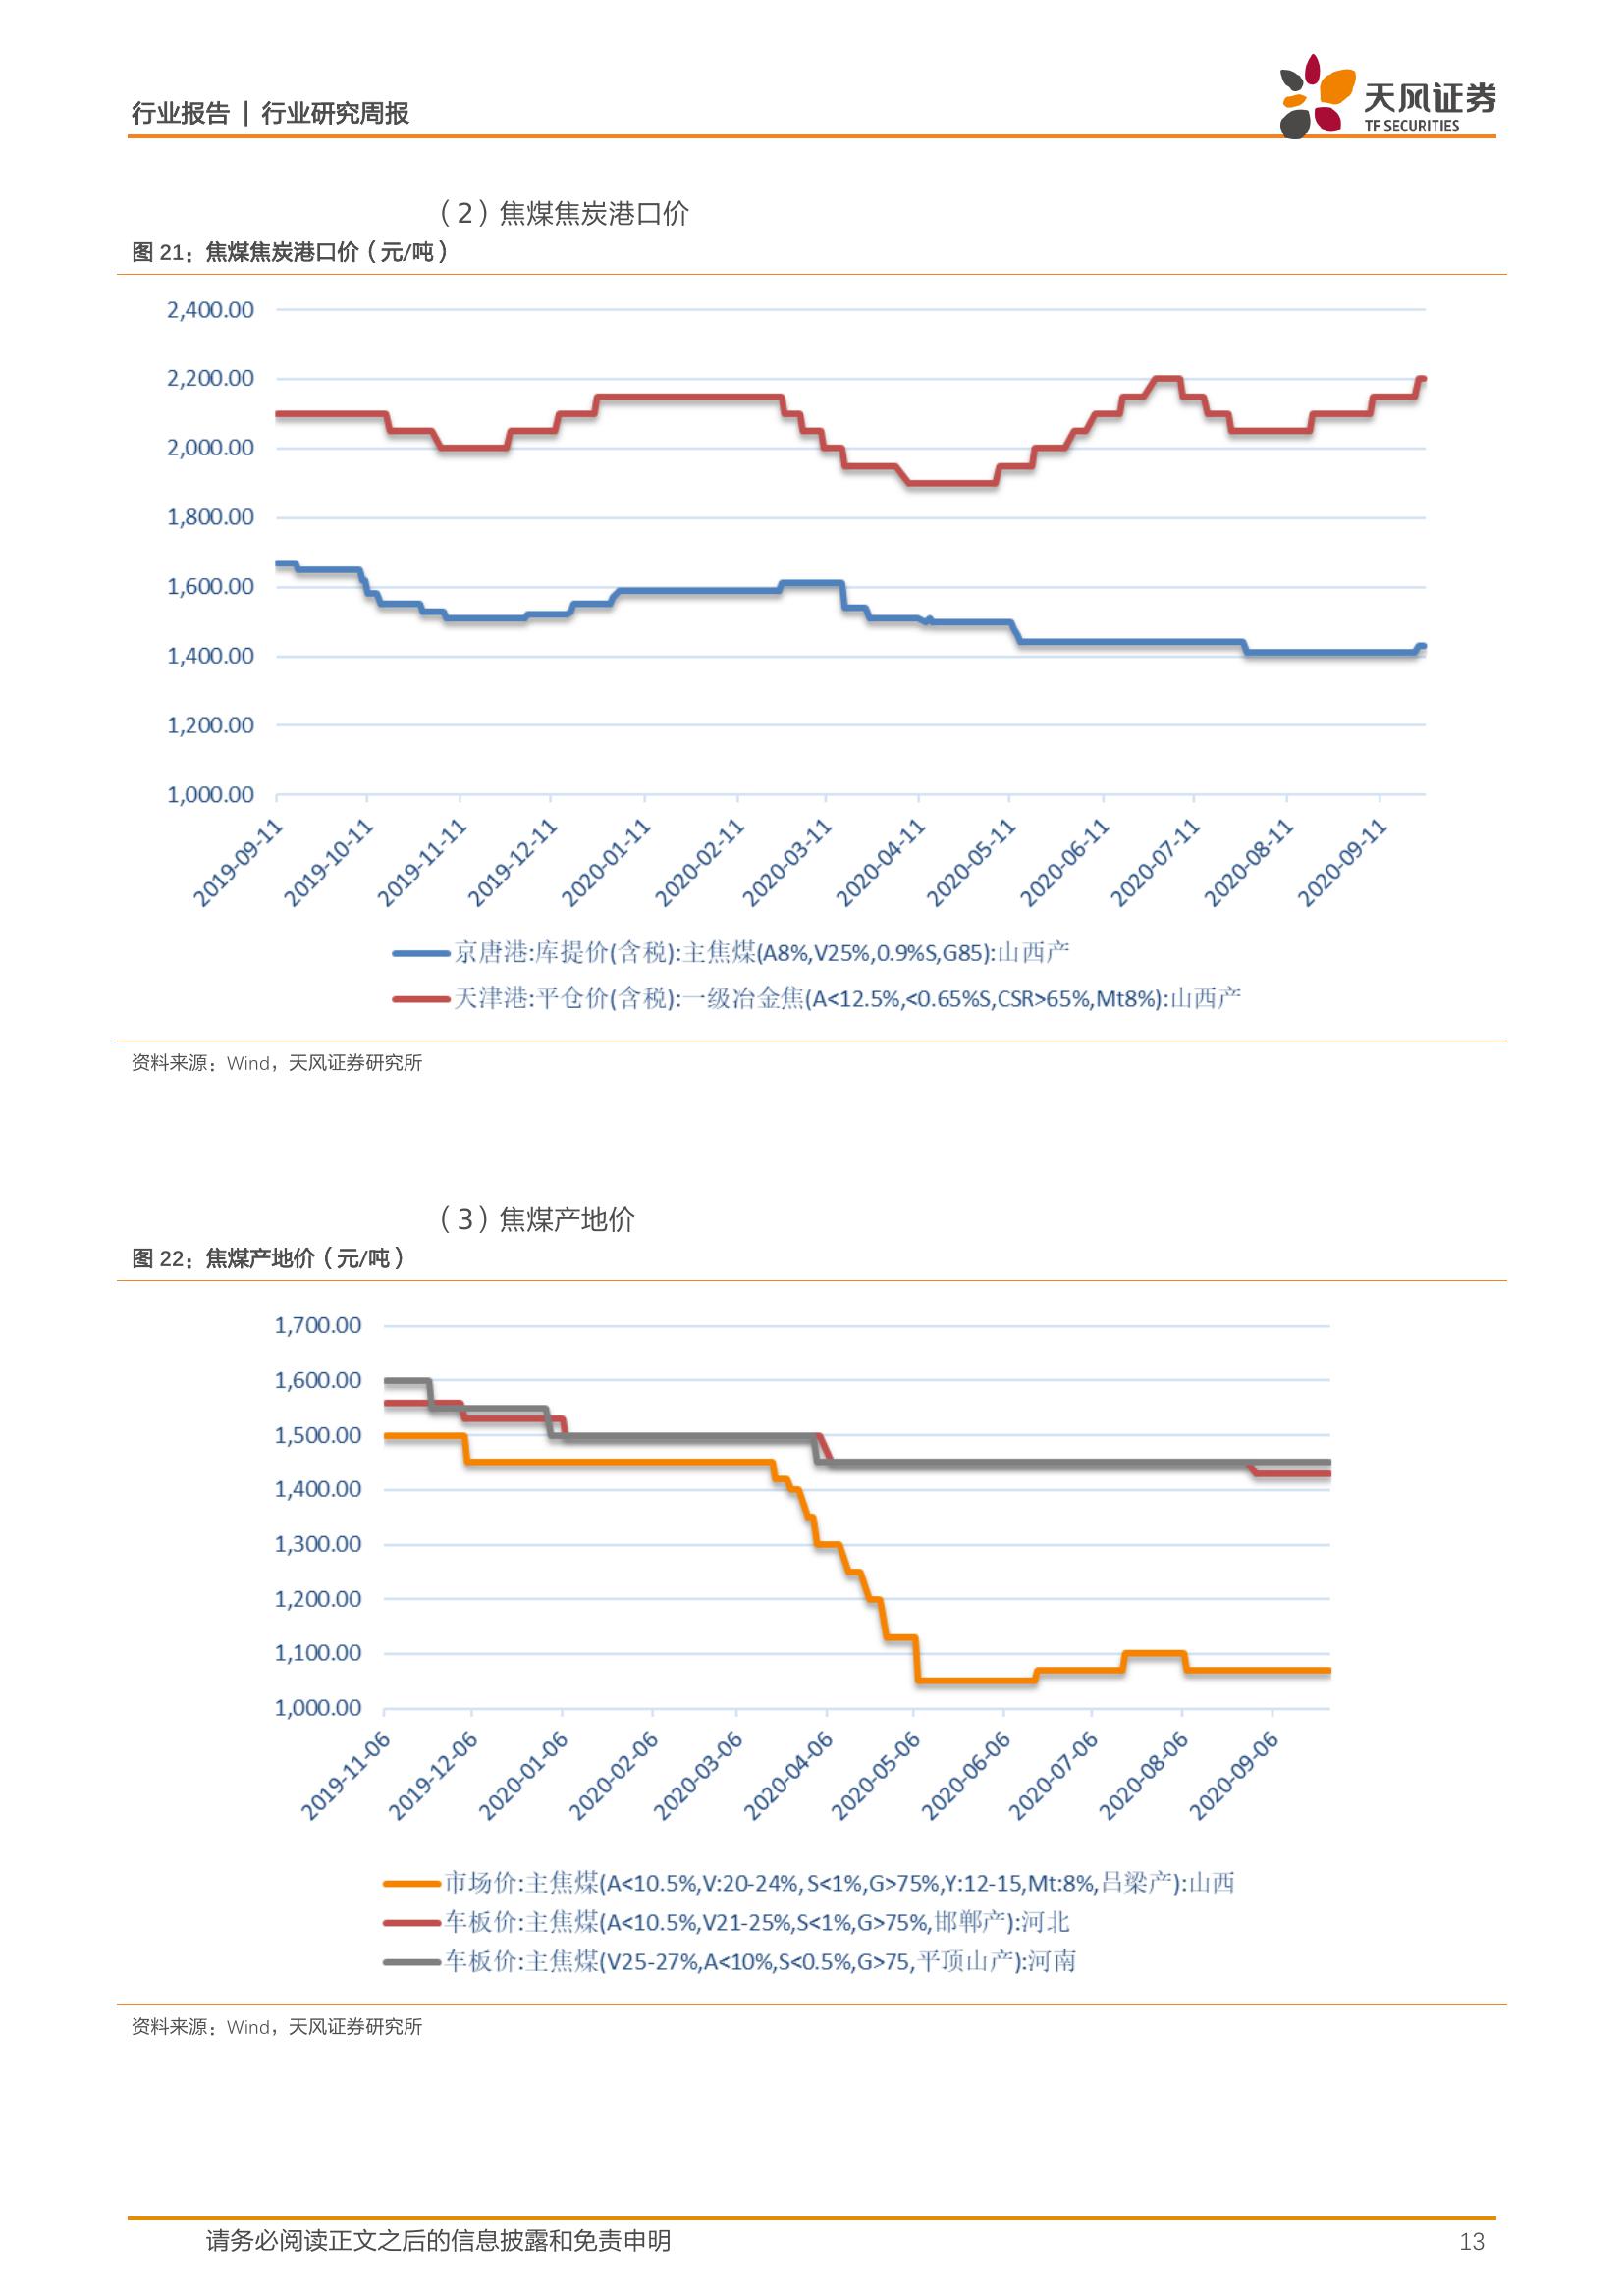 行业报告 | 行业研究周报
天风证券
TF SECURITIES
（2）焦煤焦炭港口价
图 21：焦煤焦炭港口价（元/吨）
2,400.00
2,200.00
2,000.00
1,800.00
1,600.00
1,400.00
1,200.00
1,000.00
2019-09-11
2019-10-11
2019-11-11
2019-12-11
2020-01-11
2020-02-11
2020-03-11
2020-04-11
2020-05-11
2020-06-11
2020-07-11
2020-08-11
2020-09-11
京唐港:库提价(含税):主焦煤(A8%,V25%,0.9%S,G85):山西产
天津港:平仓价(含税):一级冶金焦(A<12.5%,<0.65%S,CSR>65%,Mt8%):山西产
资料来源：Wind，天风证券研究所
（3）焦煤产地价
图 22：焦煤产地价（元/吨）
1,700.00
1,600.00
1,500.00
1,400.00
1,300.00
1,200.00
1,100.00
1,000.00
2019-11-06
2019-12-06
2020-01-06
2020-02-06
2020-03-06
2020-04-06
2020-05-06
2020-06-06
2020-07-06
2020-08-06
2020-09-06
市场价:主焦煤(A<10.5%,V:20-24%,S<1%,G>75%,Y:12-15,Mt:8%,吕梁产):山西
车板价:主焦煤(A<10.5%,V21-25%,S<1%,G>75%,邯郸产):河北
车板价:主焦煤(V25-27%,A<10%,S<0.5%,G>75,平顶山产):河南
资料来源：Wind，天风证券研究所
请务必阅读正文之后的信息披露和免责申明
13